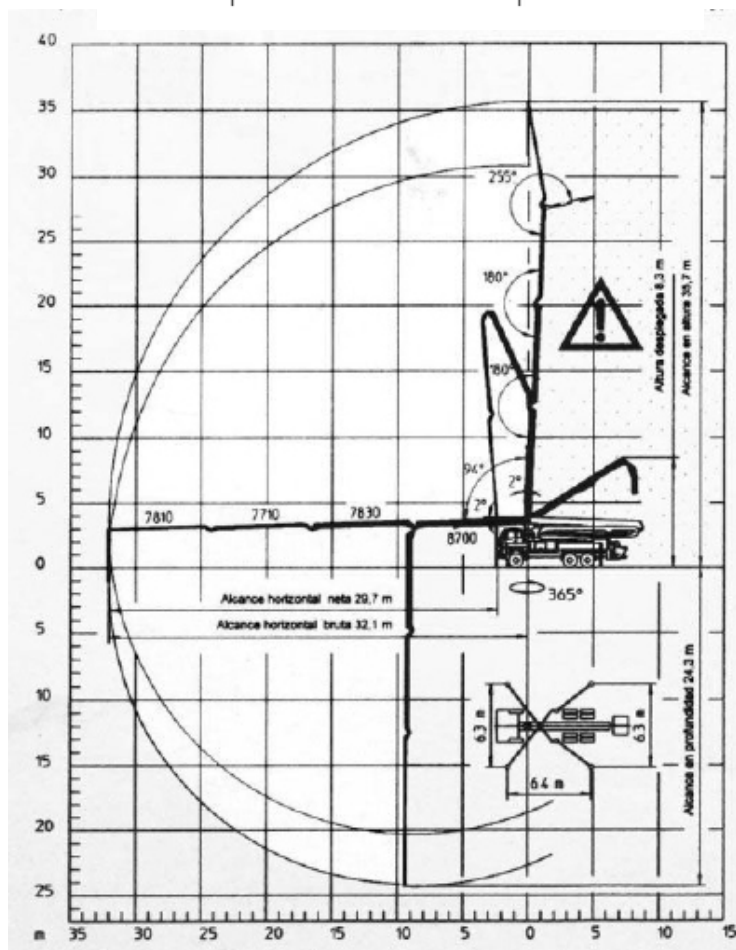 40
35
30
25
20
15
10
5
0
5
10
15
20
25
m
35 30 25 20 15 10 5 0 5 10 15
255°
180°
180°
94°
2°
2°
7810
7710
7830
8700
Altura desplegada 8,3 m
Alcance en altura 35,7 m
Alcance horizontal neta 29,7 m
Alcance horizontal bruta 32,1 m
365°
Alcance en profundidad 24,3 m
6.3 m
6.3 m
6.4 m